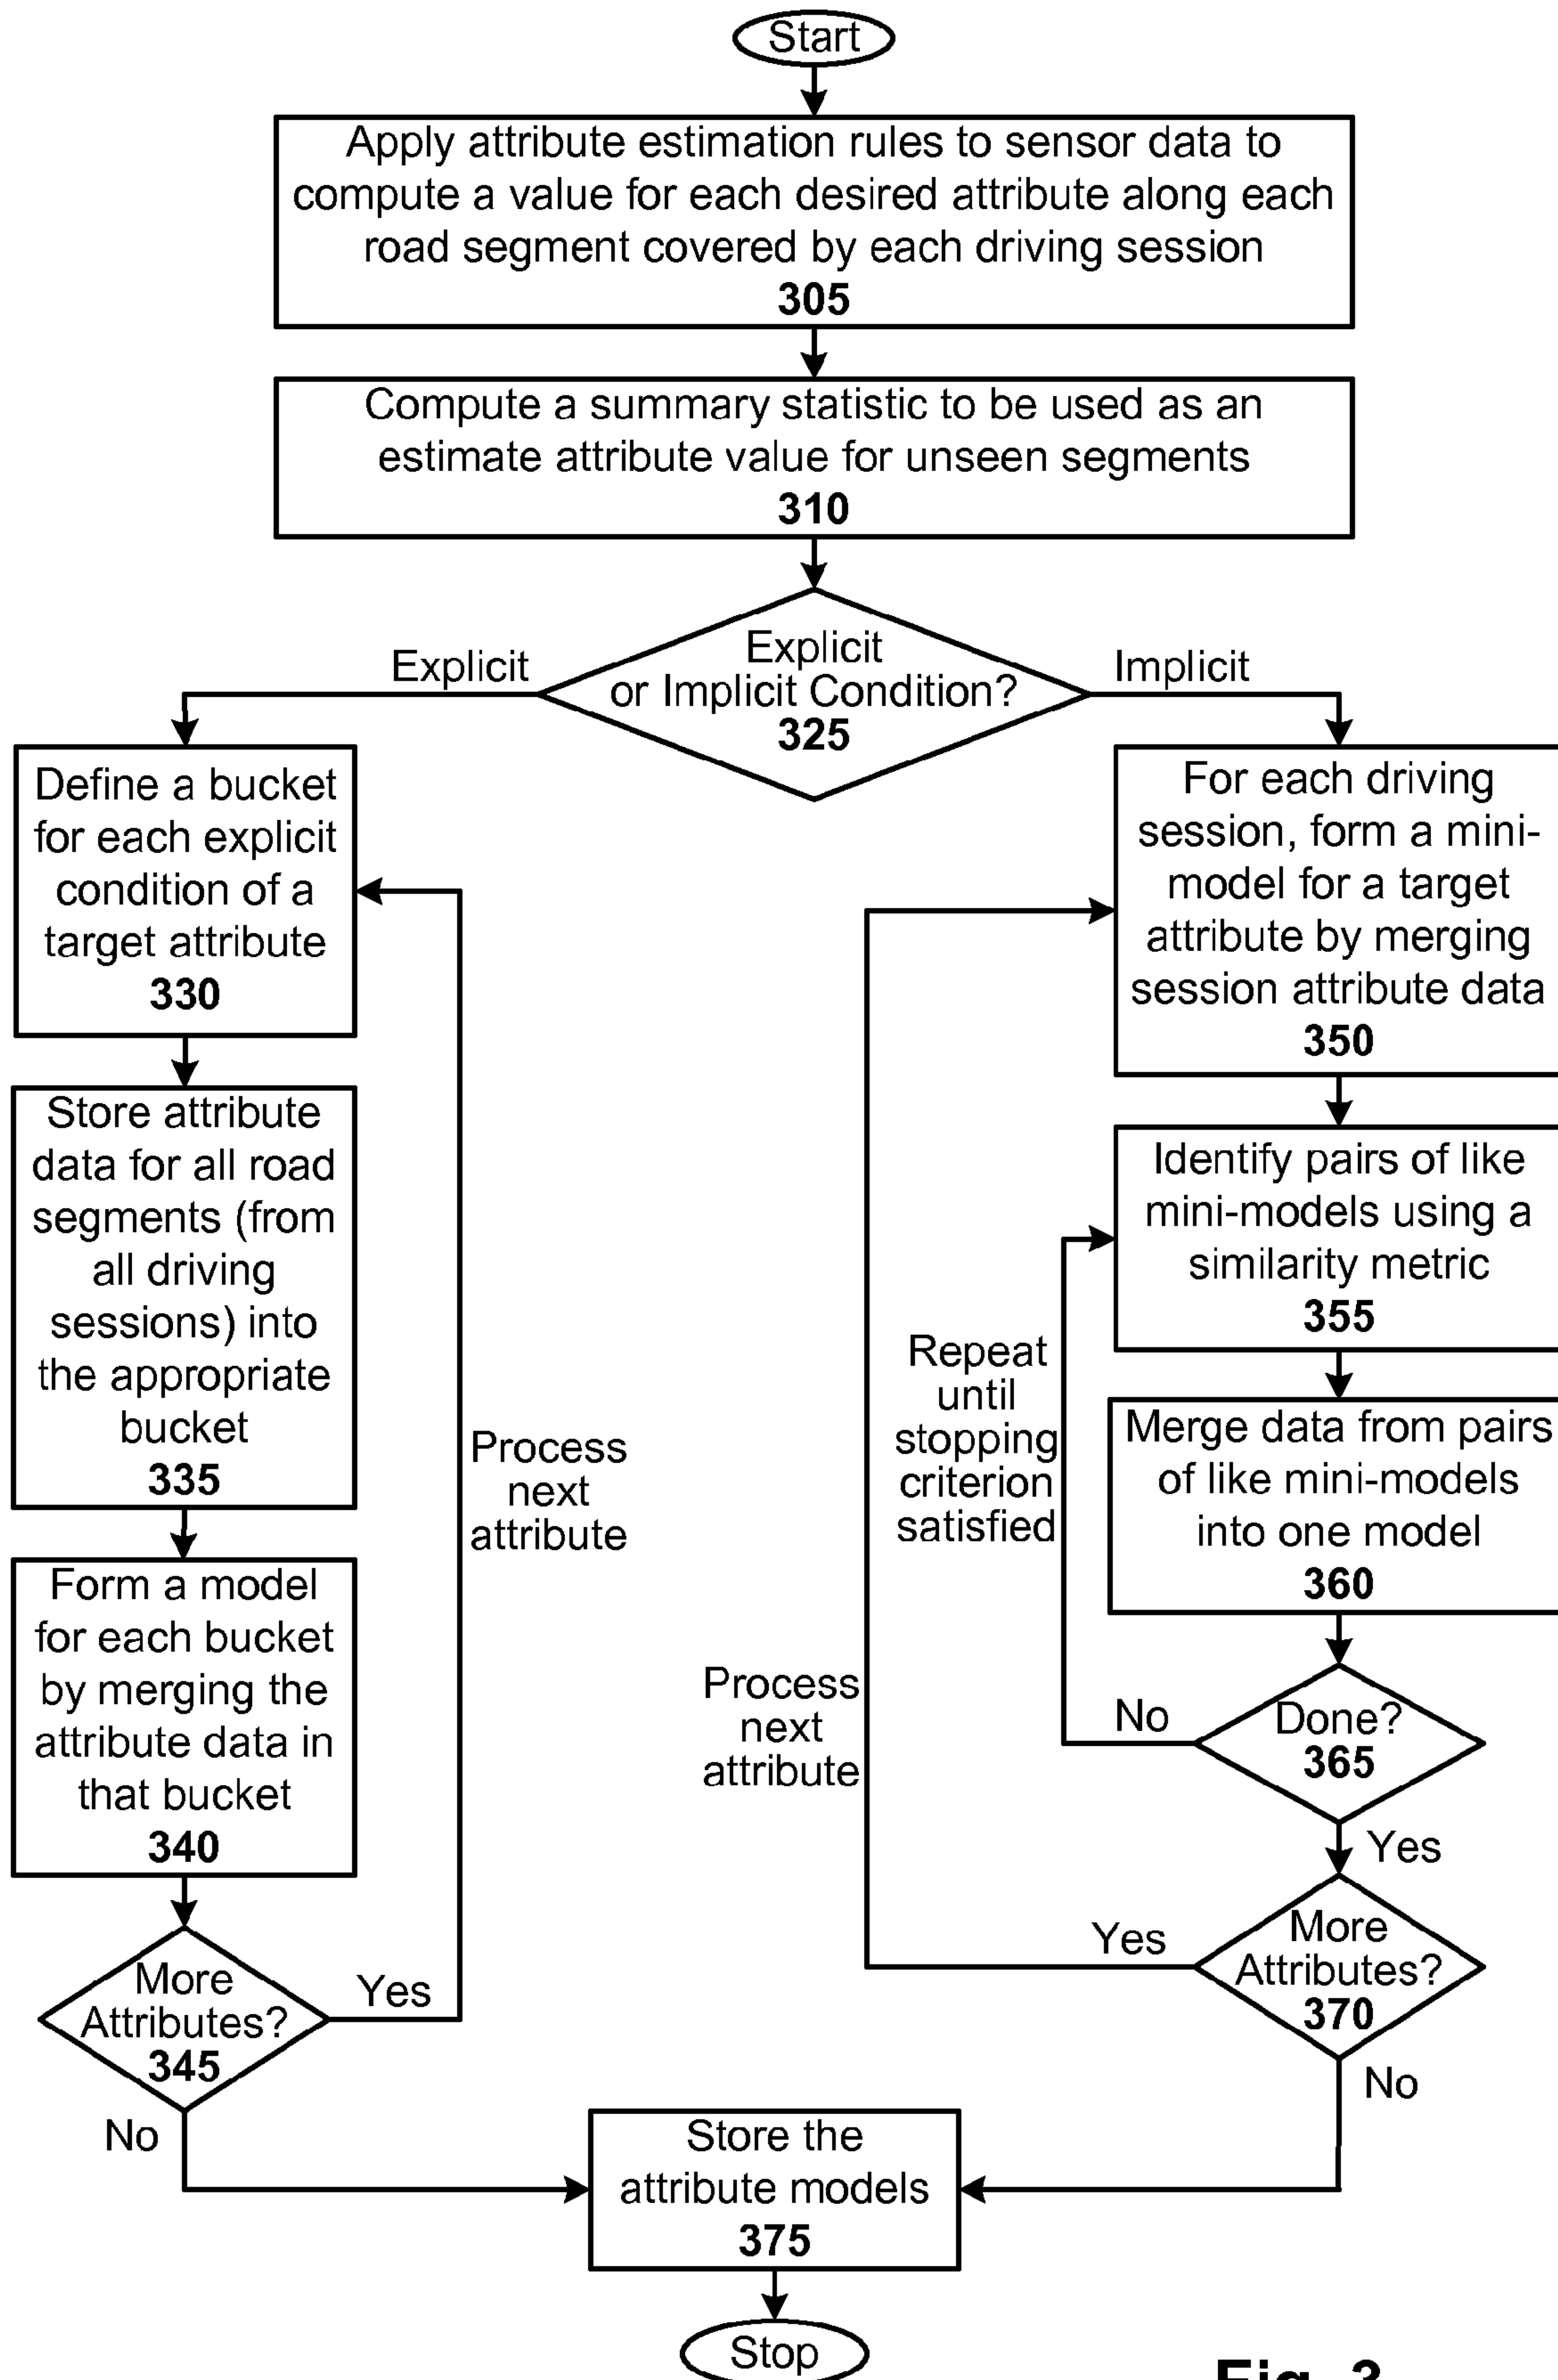 Start
Apply attribute estimation rules to sensor data to
compute a value for each desired attribute along each
road segment covered by each driving session
305
Compute a summary statistic to be used as an
estimate attribute value for unseen segments
310
Explicit
or Implicit Condition?
325
Explicit
Implicit
Define a bucket
for each explicit
condition of a
target attribute
330
Store attribute
data for all road
segments (from
all driving
sessions) into
the appropriate
bucket
335
Form a model
for each bucket
by merging the
attribute data in
that bucket
340
More
Attributes?
345
Yes
No
Process
next
attribute
For each driving
session, form a mini-
model for a target
attribute by merging
session attribute data
350
Identify pairs of like
mini-models using a
similarity metric
355
Merge data from pairs
of like mini-models
into one model
360
Done?
365
No
Repeat
until
stopping
criterion
satisfied
Yes
More
Attributes?
370
Yes
Process
next
attribute
No
Store the
attribute models
375
Stop
Fig. 3